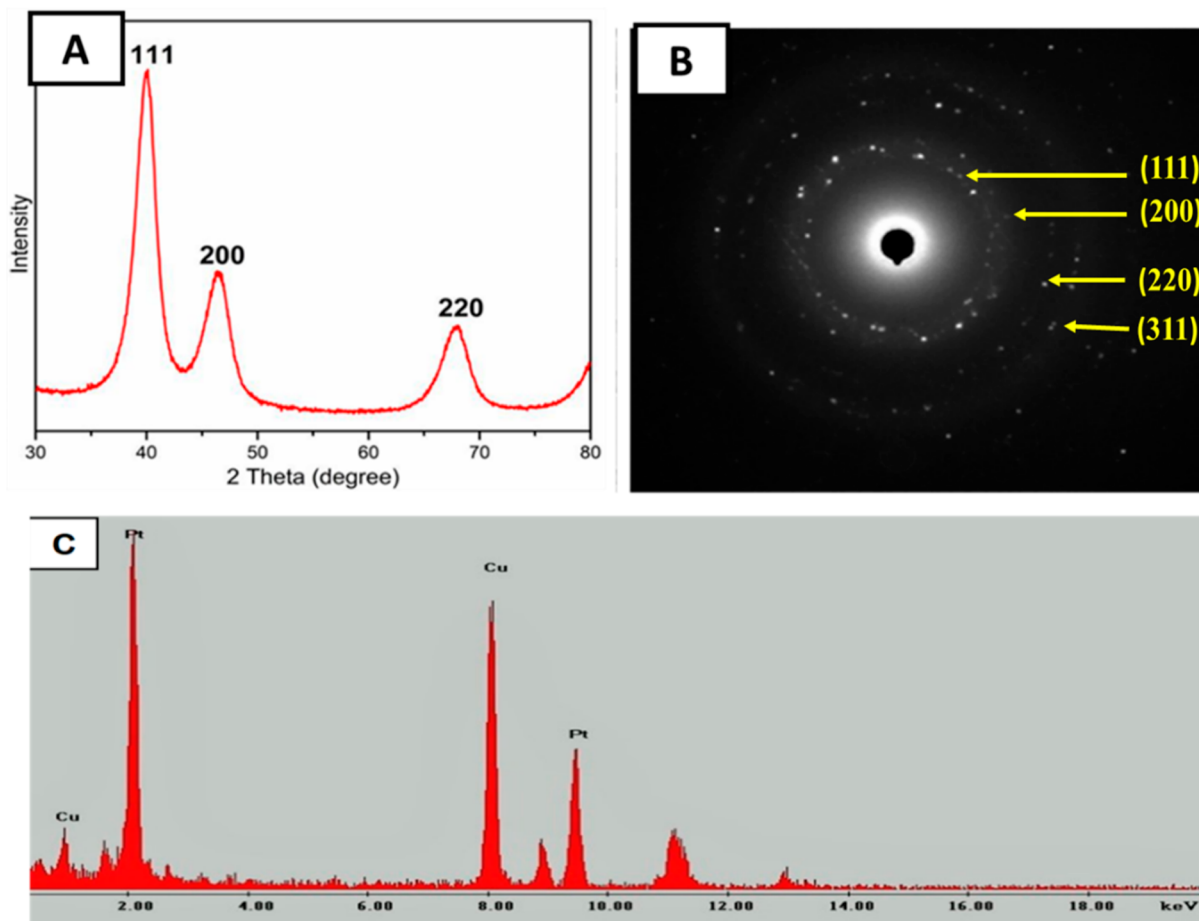 A
111
200
220
Intensity
30 40 50 60 70 80
2 Theta (degree)
B
(111)
(200)
(220)
(311)
C
Pt
Cu
Pt
Cu
2.00 4.00 6.00 8.00 10.00 12.00 14.00 16.00 18.00 keV